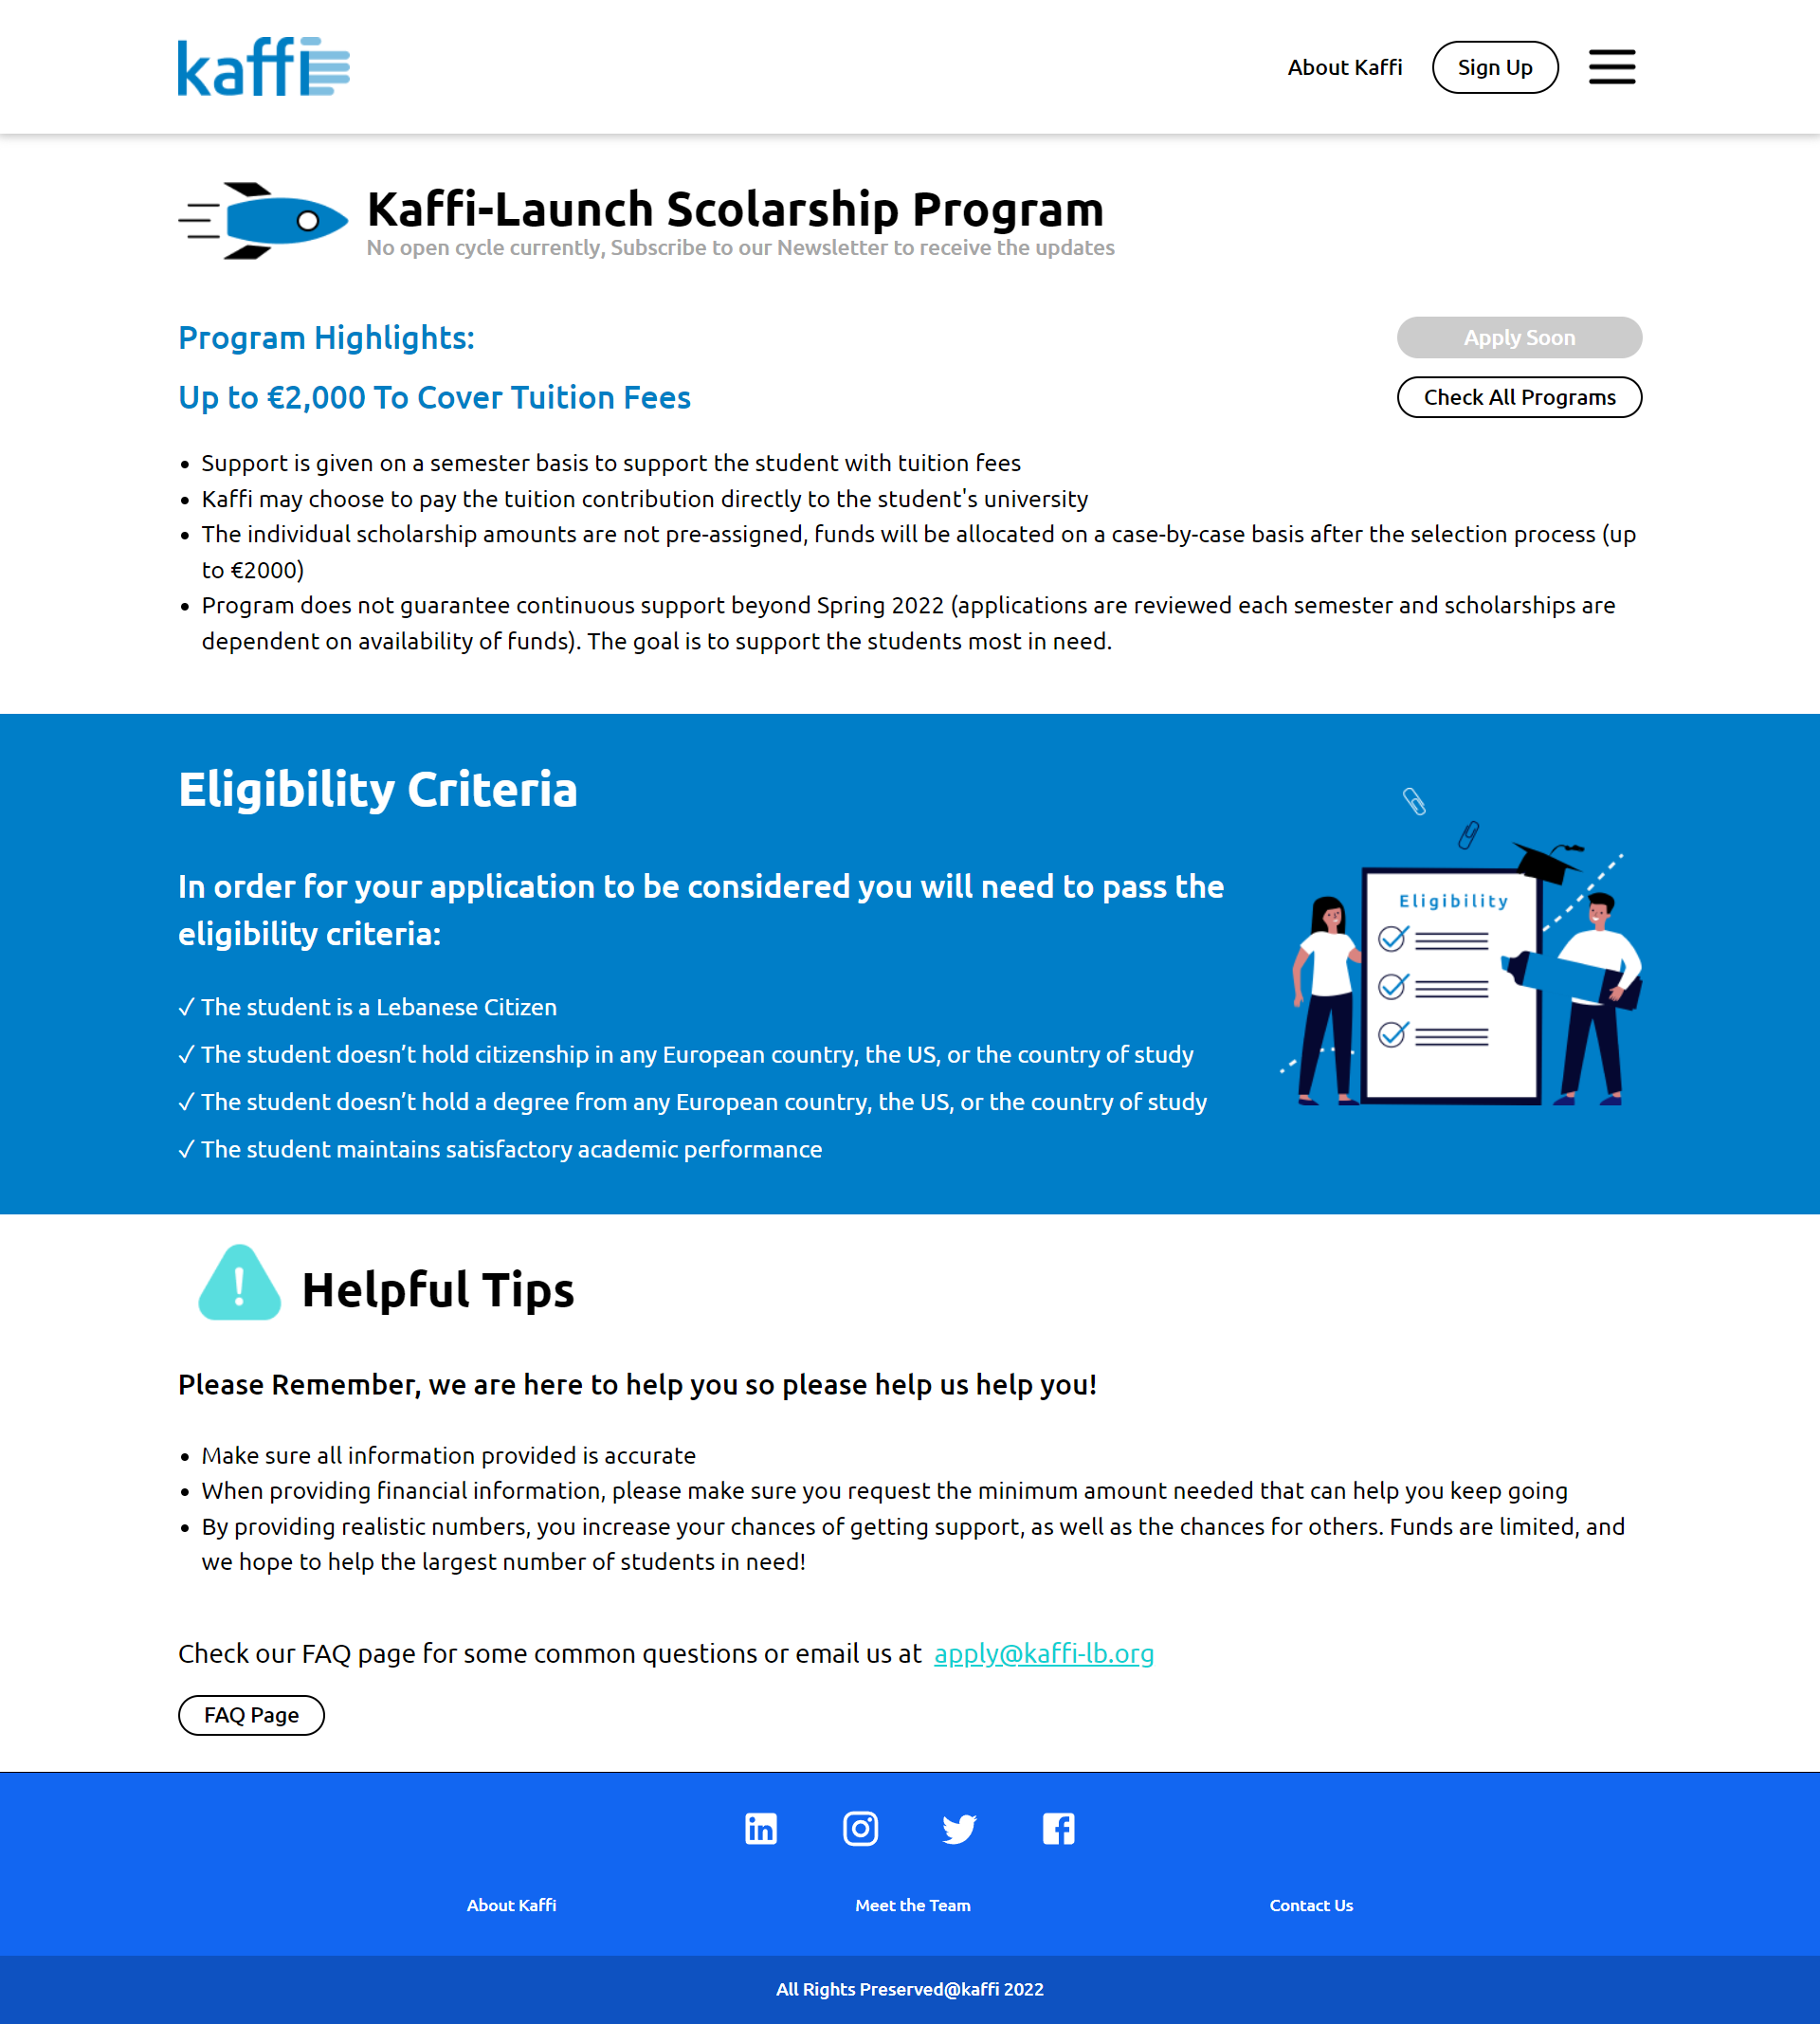 kaffi
About Kaffi
Sign Up
Kaffi-Launch Scolarship Program
No open cycle currently, Subscribe to our Newsletter to receive the updates
Program Highlights:
Apply Soon
Up to €2,000 To Cover Tuition Fees
Check All Programs
• Support is given on a semester basis to support the student with tuition fees
• Kaffi may choose to pay the tuition contribution directly to the student's university
• The individual scholarship amounts are not pre-assigned, funds will be allocated on a case-by-case basis after the selection process (up
to €2000)
• Program does not guarantee continuous support beyond Spring 2022 (applications are reviewed each semester and scholarships are
dependent on availability of funds). The goal is to support the students most in need.
Eligibility Criteria
In order for your application to be considered you will need to pass the
eligibility criteria:
✓ The student is a Lebanese Citizen
✓ The student doesn’t hold citizenship in any European country, the US, or the country of study
✓ The student doesn’t hold a degree from any European country, the US, or the country of study
✓ The student maintains satisfactory academic performance
Eligibility
Helpful Tips
Please Remember, we are here to help you so please help us help you!
• Make sure all information provided is accurate
• When providing financial information, please make sure you request the minimum amount needed that can help you keep going
• By providing realistic numbers, you increase your chances of getting support, as well as the chances for others. Funds are limited, and
we hope to help the largest number of students in need!
Check our FAQ page for some common questions or email us at apply@kaffi-lb.org
FAQ Page
About Kaffi
Meet the Team
Contact Us
All Rights Preserved@kaffi 2022